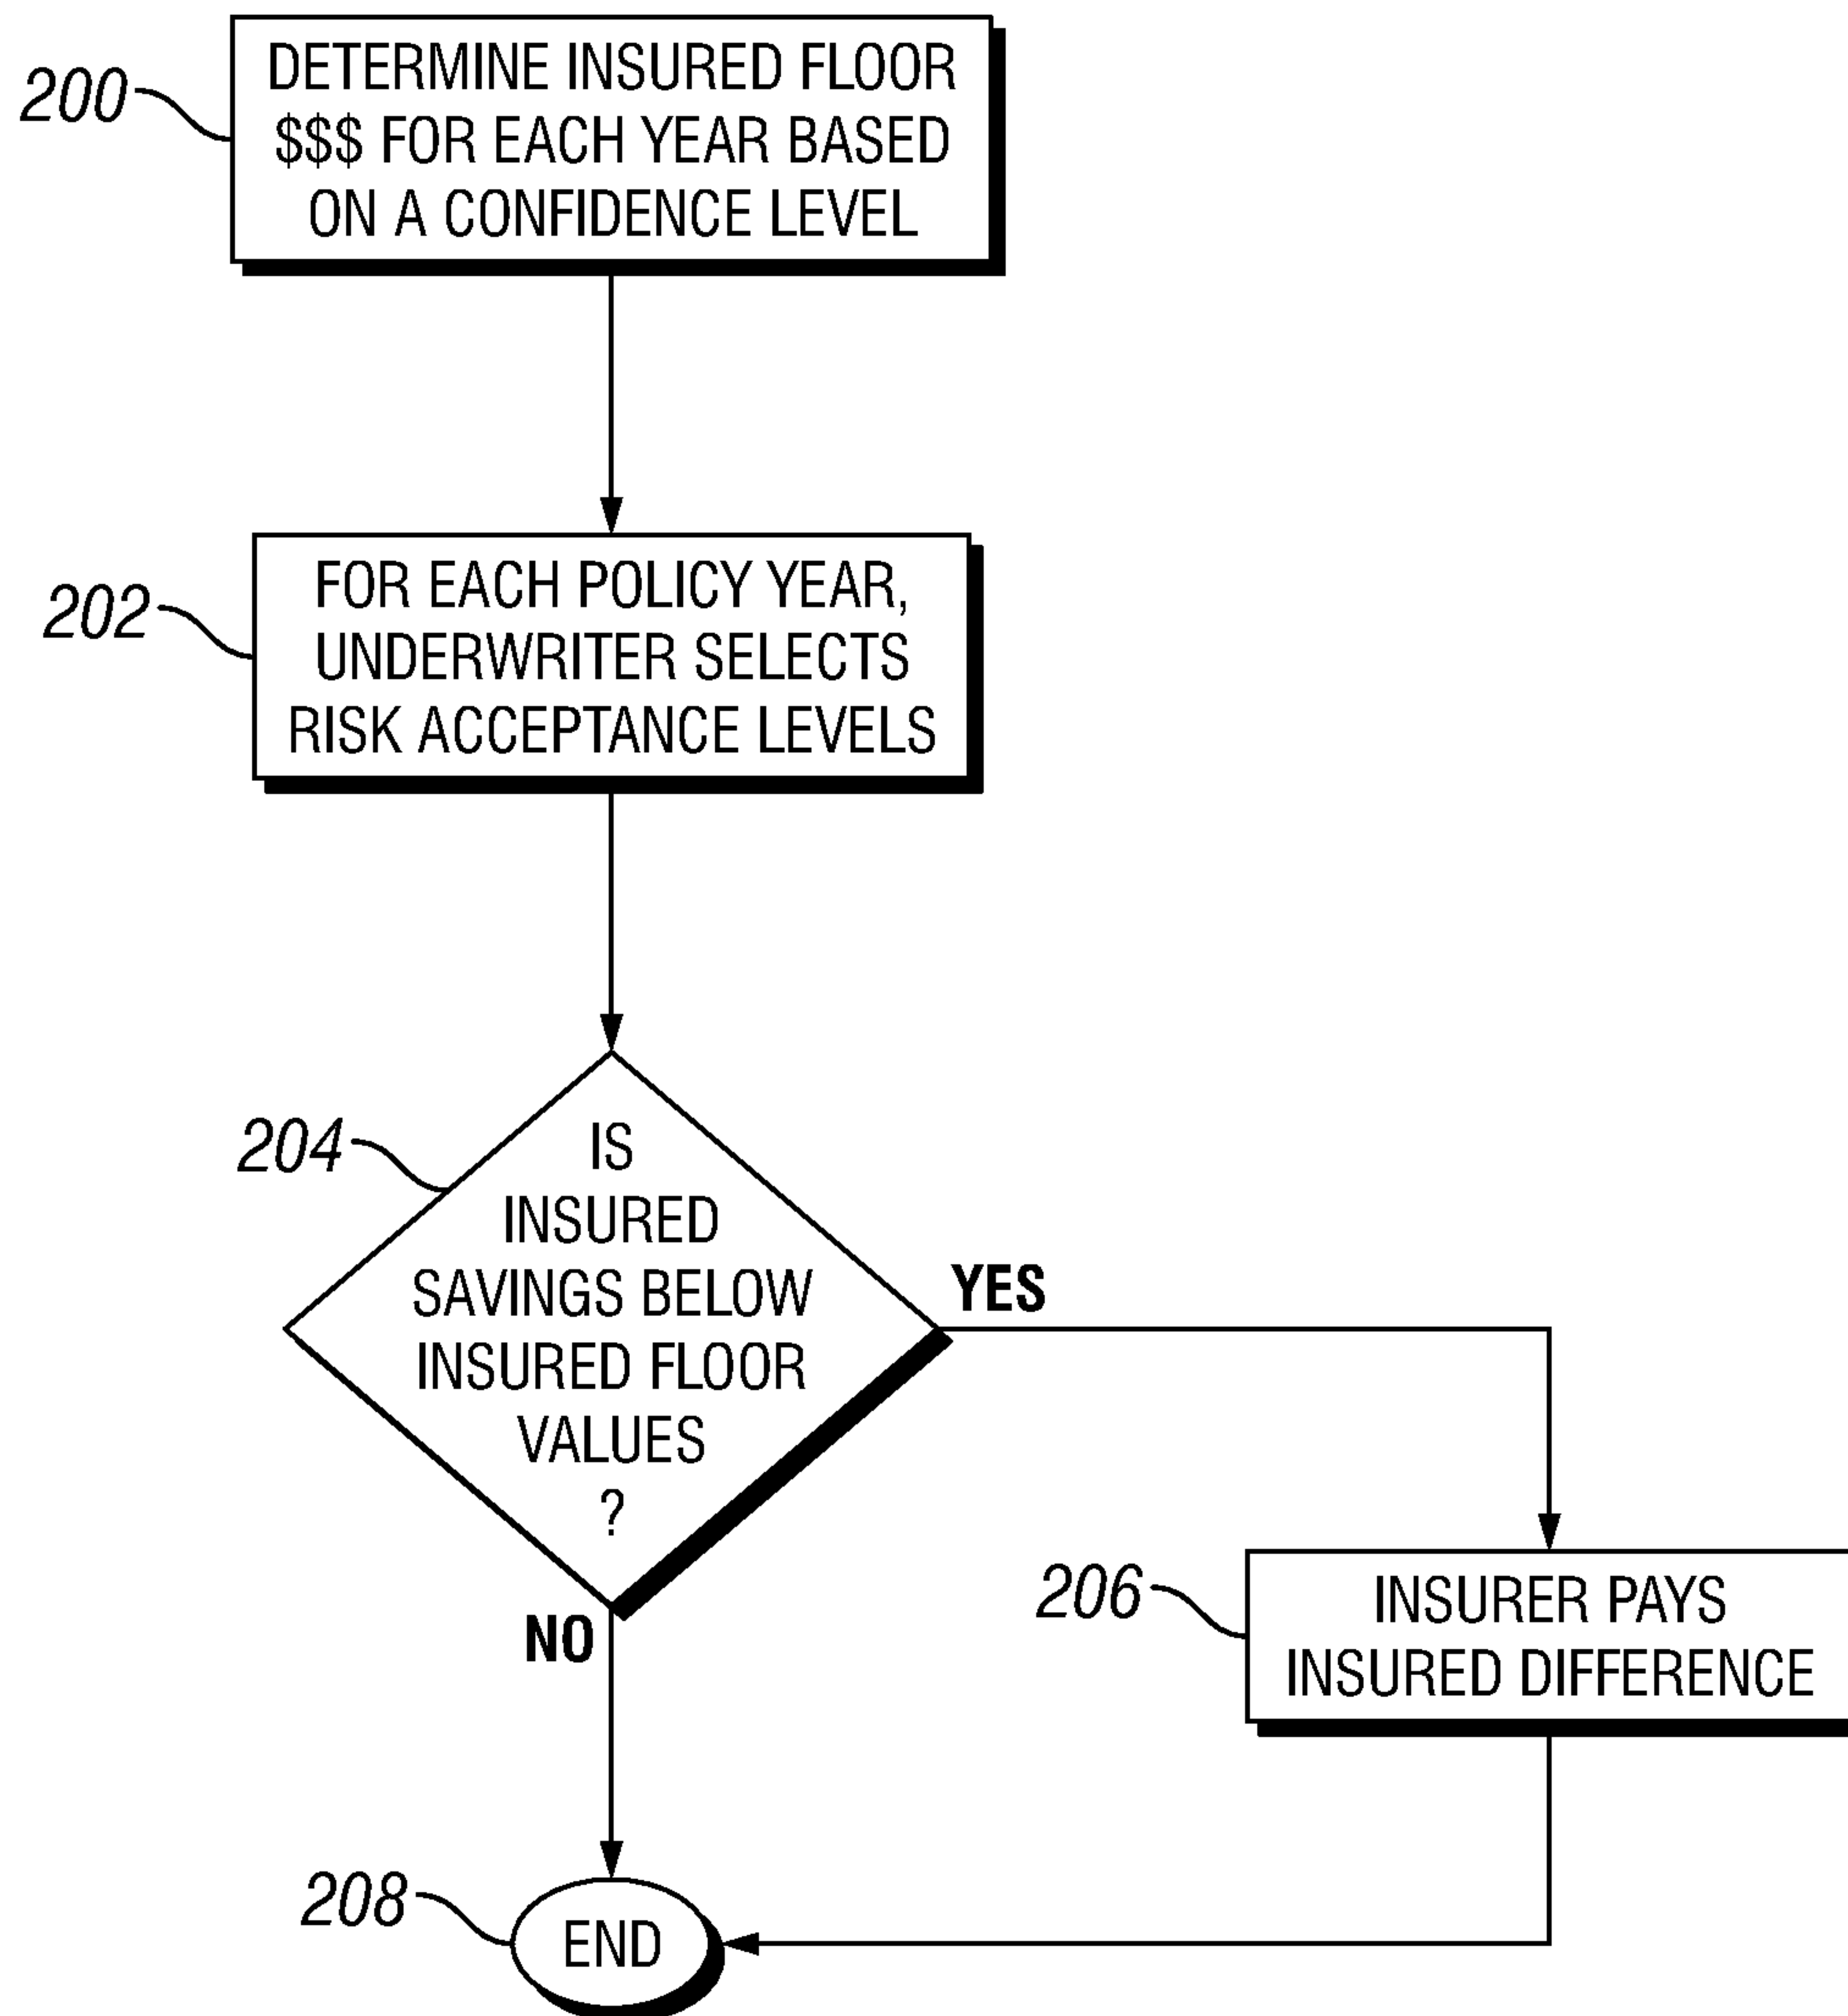 200
DETERMINE INSURED FLOOR
$$$ FOR EACH YEAR BASED
ON A CONFIDENCE LEVEL
202
FOR EACH POLICY YEAR,
UNDERWRITER SELECTS
RISK ACCEPTANCE LEVELS
204
IS
INSURED
SAVINGS BELOW
INSURED FLOOR
VALUES
?
YES
NO
206
INSURER PAYS
INSURED DIFFERENCE
208
END